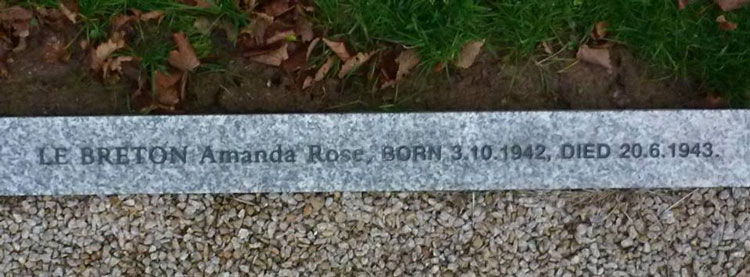 LE BRETON Amanda Rose, BORN 3.10.1942, DIED 20.6.1943.